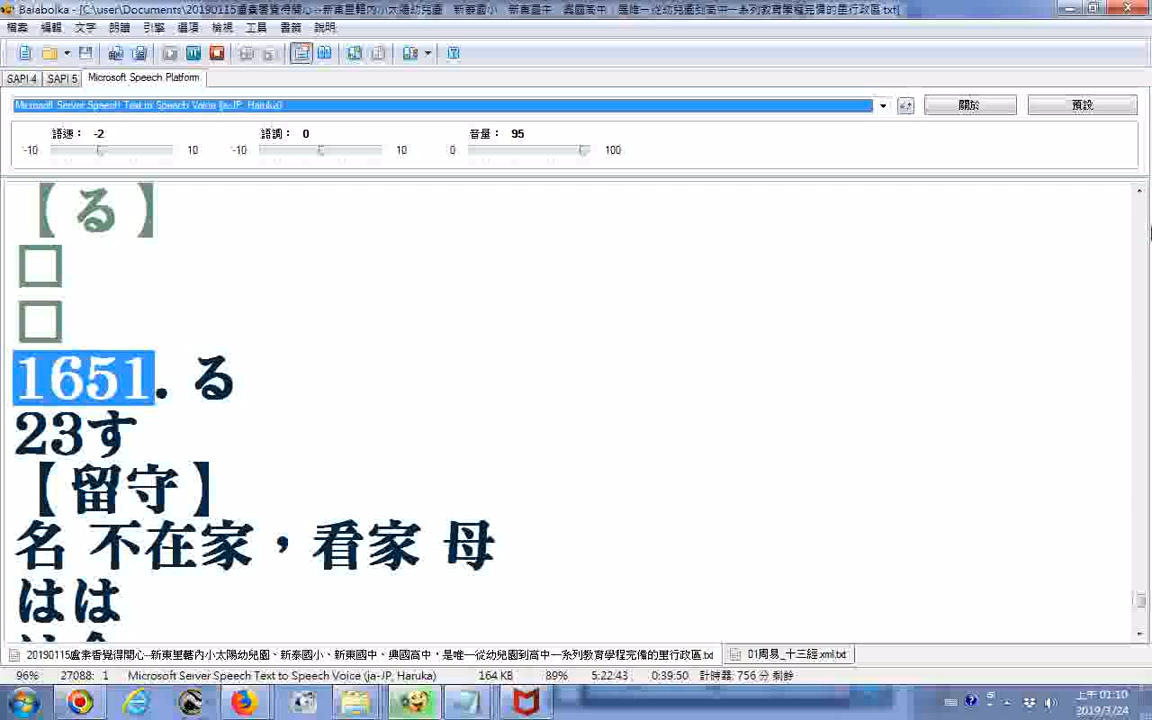 Balabolka - [C:\user\Documents\20190115盧素香覺得開心--新東里轄內小太陽幼兒園、新泰國小、新東國中、興國高中，是唯一從幼兒園到高中一系列教育學程完備的里行政區.txt]
檔案 編輯 文字 朗讀 引擎 選項 檢視 工具 書籤 說明
SAPI 4 SAPI 5 Microsoft Speech Platform
Microsoft Server Speech Text to Speech Voice (ja-JP, Haruka) 關於 預設
語速： -2 語調： 0 音量： 95
-10 10 -10 10 0 100
【る】
□
□
1651. る
23す
【留守】
名 不在家，看家 母
はは
20190115盧素香覺得開心--新東里轄內小太陽幼兒園、新泰國小、新東國中、興國高中，是唯一從幼兒園到高中一系列教育學程完備的里行政區.txt 01周易_十三經.xml.txt
96% 27088: 1 Microsoft Server Speech Text to Speech Voice (ja-JP, Haruka) 164 KB 89% 5:22:43 0:39:50 計時器: 756 分 剩餘
上午 01:10
2019/3/24